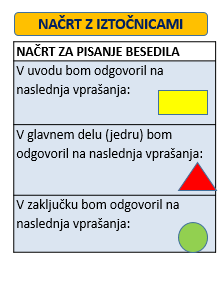 NAČRT Z IZTOČNICAMI
NAČRT ZA PISANJE BESEDILA
V uvodu bom odgovoril na
naslednja vprašanja:
V glavnem delu (jedru) bom
odgovoril na naslednja vprašanja:
V zaključku bom odgovoril na
naslednja vprašanja: